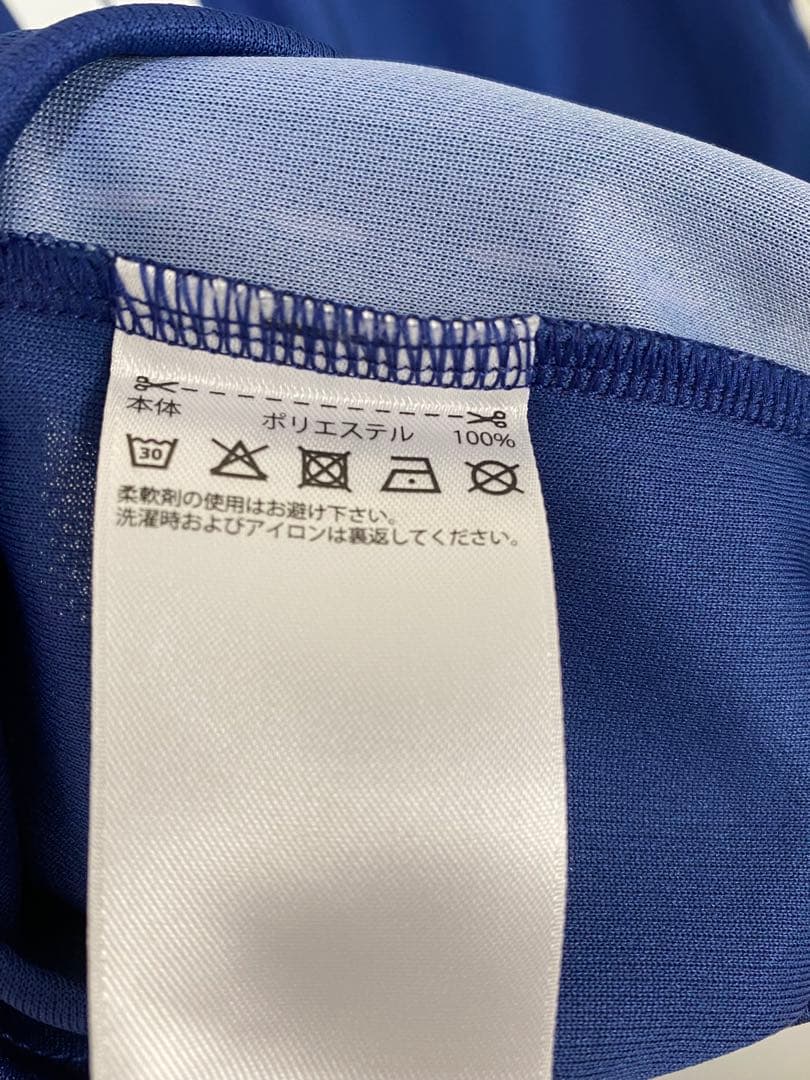 本体 ポリエステル 100%
30
柔軟剤の使用はお避け下さい。
洗濯時およびアイロンは裏返してください。